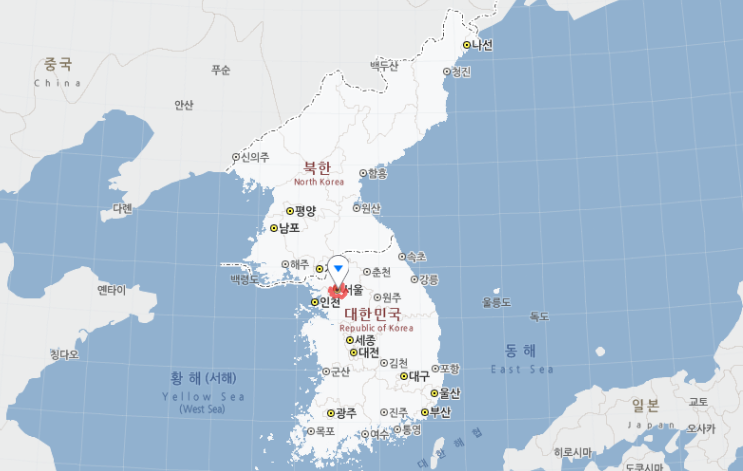 나선
백두산
청진
중국
China
푸순
안산
신의주
북한
North Korea
함흥
다롄
평양
원산
남포
해주
속초
춘천
강릉
백령도
서울
옌타이
인천
원주
울릉도
독도
대한민국
Republic of Korea
세종
대전
칭다오
동해
East Sea
김천
포항
군산
대구
황해(서해)
Yellow Sea
(West Sea)
울산
광주
진주
부산
일본
Japan
교토
오사카
목포
여수
통영
대한해협
히로시마
도쿠시마